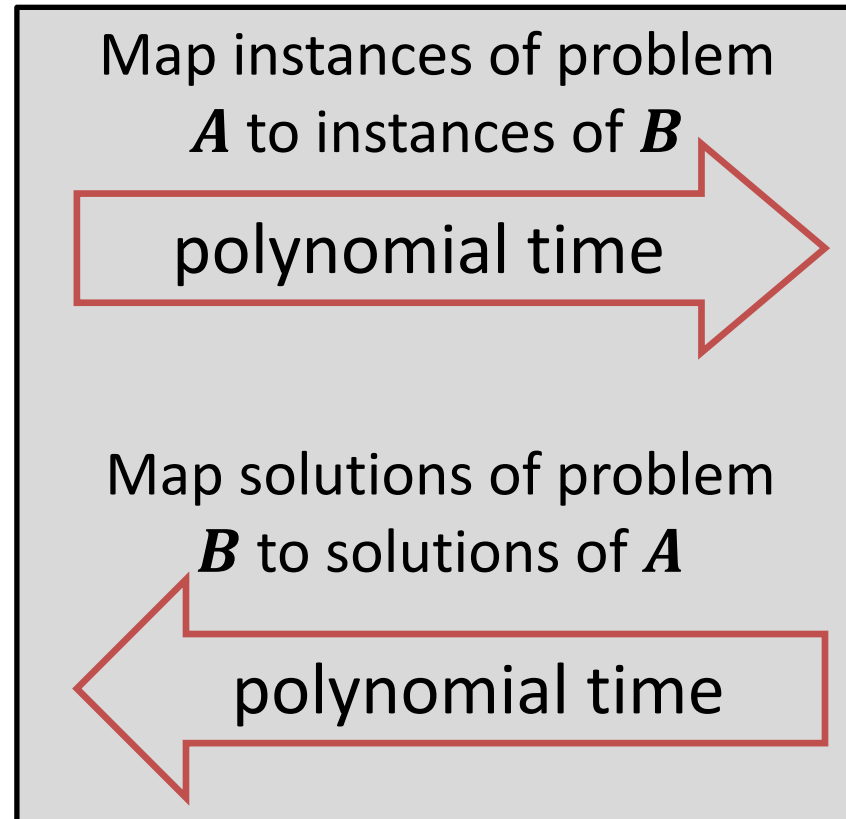 Map instances of problem
A to instances of B
polynomial time
Map solutions of problem
B to solutions of A
polynomial time